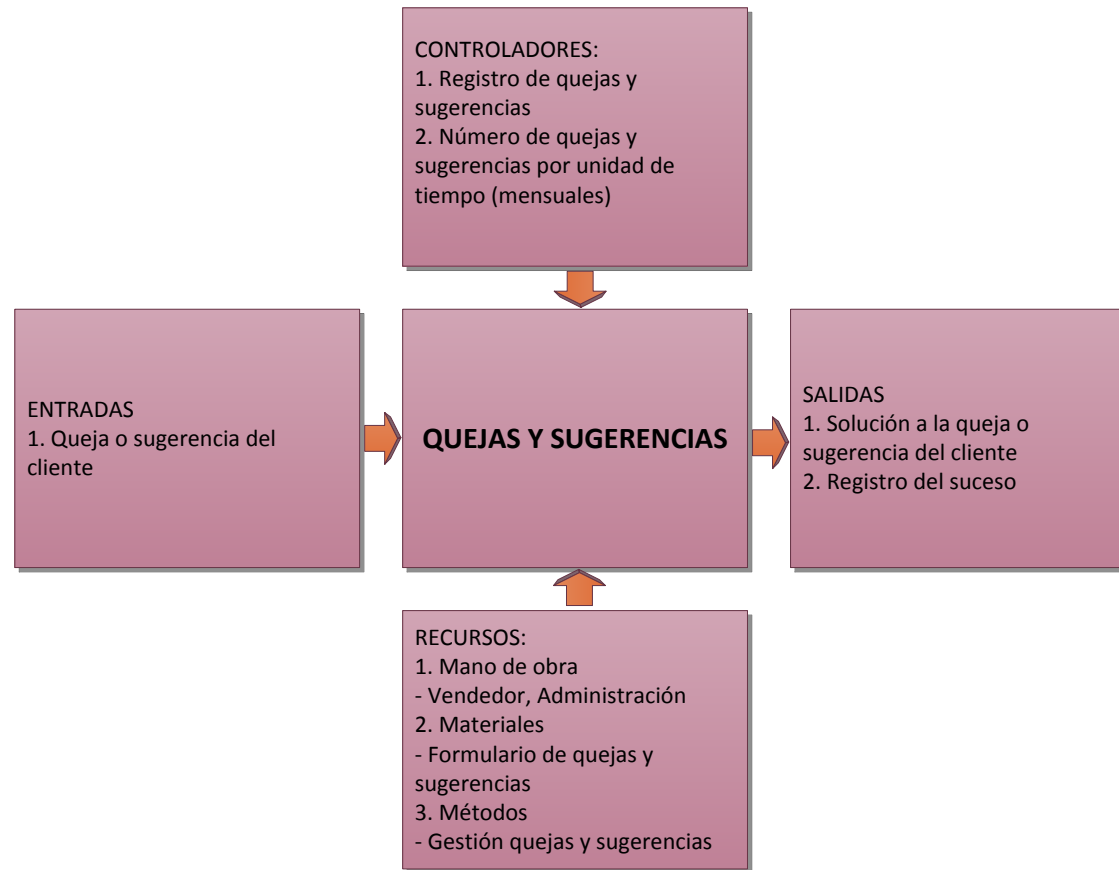 CONTROLADORES:
1. Registro de quejas y
sugerencias
2. Número de quejas y
sugerencias por unidad de
tiempo (mensuales)
ENTRADAS
1. Queja o sugerencia del
cliente
QUEJAS Y SUGERENCIAS
SALIDAS
1. Solución a la queja o
sugerencia del cliente
2. Registro del suceso
RECURSOS:
1. Mano de obra
- Vendedor, Administración
2. Materiales
- Formulario de quejas y
sugerencias
3. Métodos
- Gestión quejas y sugerencias